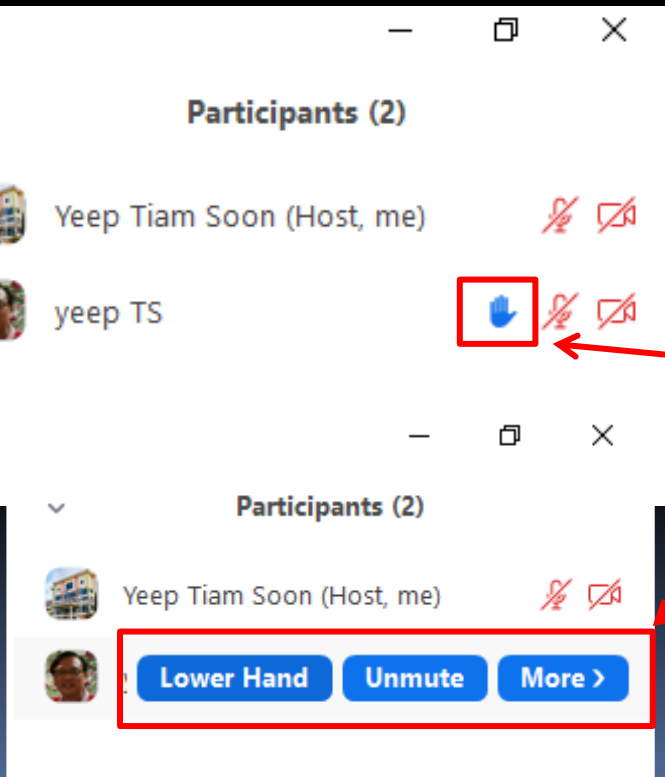 Participants (2)
Yeep Tiam Soon (Host, me)
yeep TS
Participants (2)
Yeep Tiam Soon (Host, me)
Lower Hand Unmute More >